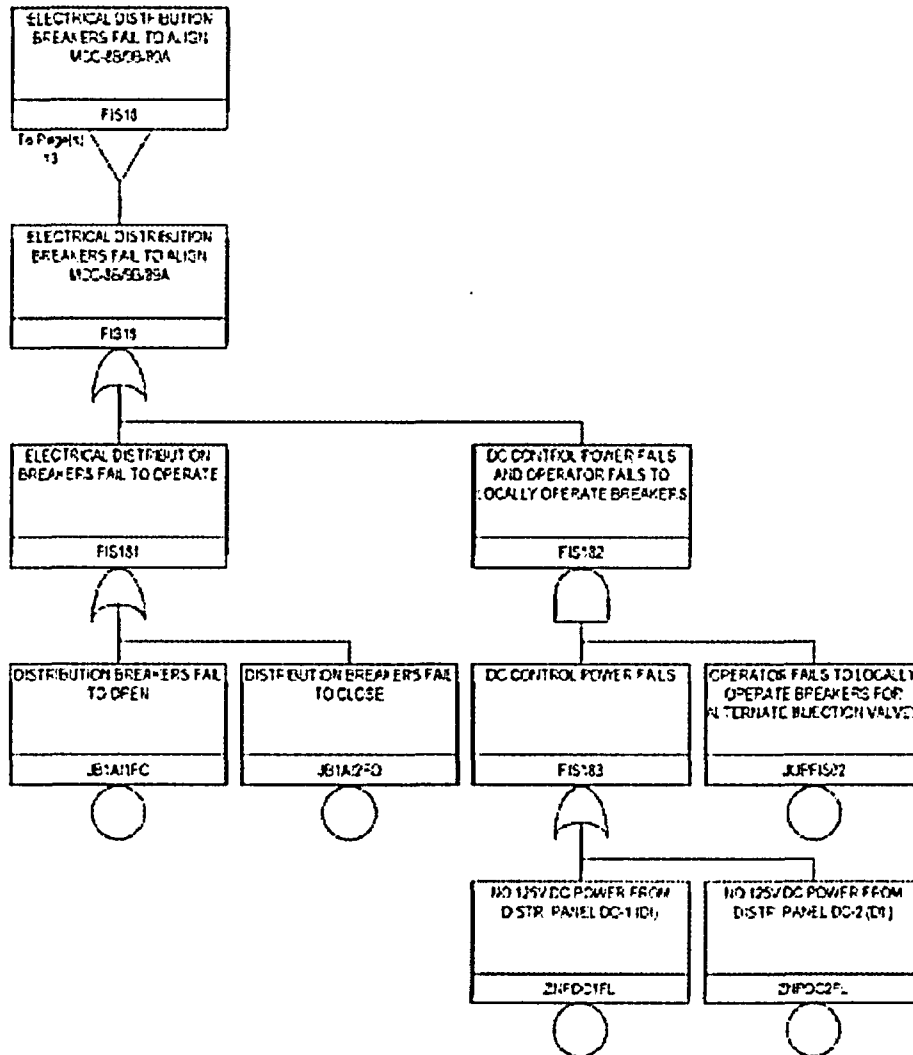 ELECTRICAL DISTRIBUTION
BREAKERS FAIL TO ALIGN
FIS18
To Page(s)
13
ELECTRICAL DISTRIBUTION
BREAKERS FAIL TO ALIGN
FIS18
ELECTRICAL DISTRIBUTION
BREAKERS FAIL TO OPERATE
FIS181
DC CONTROL POWER FAILS
AND OPERATOR FAILS TO
LOCALLY OPERATE BREAKERS
FIS182
DISTRIBUTION BREAKERS FAIL
TO OPEN
DISTRIBUTION BREAKERS FAIL
TO CLOSE
DC CONTROL POWER FAILS
FIS183
OPERATOR FAILS TO LOCALLY
OPERATE BREAKERS FOR
ALTERNATE INJECTION VALVES
NO 125V DC POWER FROM
DISTR. PANEL DC-1 (DI)
ZNFDC1FL
NO 125V DC POWER FROM
DISTR. PANEL DC-2